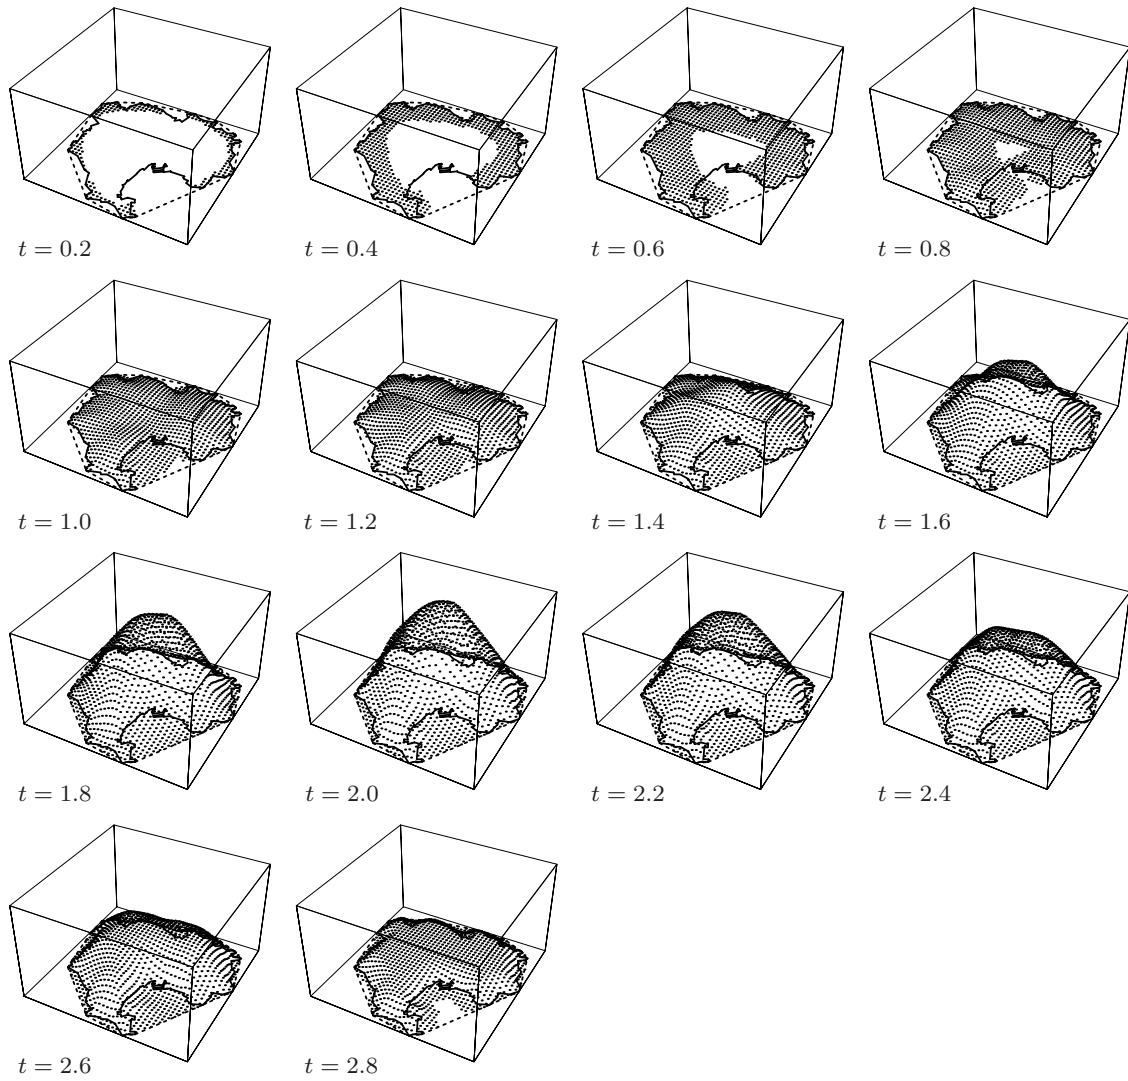 t = 0.2
t = 0.4
t = 0.6
t = 0.8
t = 1.0
t = 1.2
t = 1.4
t = 1.6
t = 1.8
t = 2.0
t = 2.2
t = 2.4
t = 2.6
t = 2.8